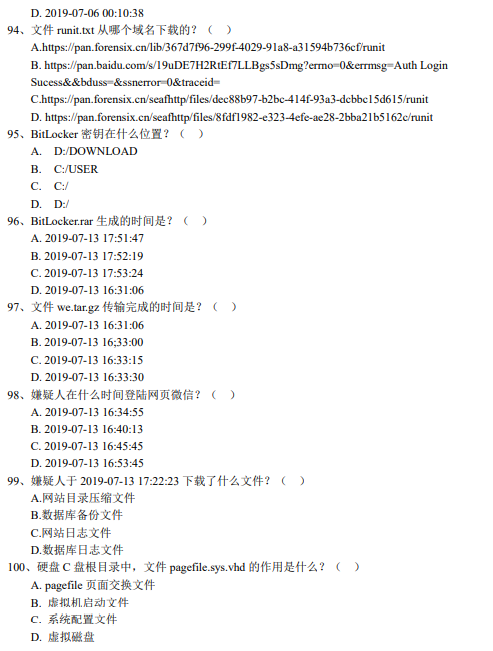 D. 2019-07-06 00:10:38
94、文件 runit.txt 从哪个域名下载的？（ ）
A.https://pan.forensix.cn/lib/367d7f96-299f-4029-91a8-a31594b736cf/runit
B. https://pan.baidu.com/s/19uDE7H2RtEf7LLBgs5sDmg?errno=0&errmsg=Auth Login
Sucess&&bduss=&ssnerror=0&traceid=
C.https://pan.forensix.cn/seafhttp/files/dec88b97-b2bc-414f-93a3-dcbbc15d615/runit
D. https://pan.forensix.cn/seafhttp/files/8fdf1982-e323-4efe-ae28-2bba21b5162c/runit
95、BitLocker 密钥在什么位置？（ ）
A. D:/DOWNLOAD
B. C:/USER
C. C:/
D. D:/
96、BitLocker.rar 生成的时间是？（ ）
A. 2019-07-13 17:51:47
B. 2019-07-13 17:52:19
C. 2019-07-13 17:53:24
D. 2019-07-13 16:31:06
97、文件 we.tar.gz 传输完成的时间是？（ ）
A. 2019-07-13 16:31:06
B. 2019-07-13 16;33:00
C. 2019-07-13 16:33:15
D. 2019-07-13 16:33:30
98、嫌疑人在什么时间登陆网页微信？（ ）
A. 2019-07-13 16:34:55
B. 2019-07-13 16:40:13
C. 2019-07-13 16:45:45
D. 2019-07-13 16:53:45
99、嫌疑人于 2019-07-13 17:22:23 下载了什么文件？（ ）
A.网站目录压缩文件
B.数据库备份文件
C.网站日志文件
D.数据库日志文件
100、硬盘 C 盘根目录中，文件 pagefile.sys.vhd 的作用是什么？（ ）
A. pagefile 页面交换文件
B. 虚拟机启动文件
C. 系统配置文件
D. 虚拟磁盘